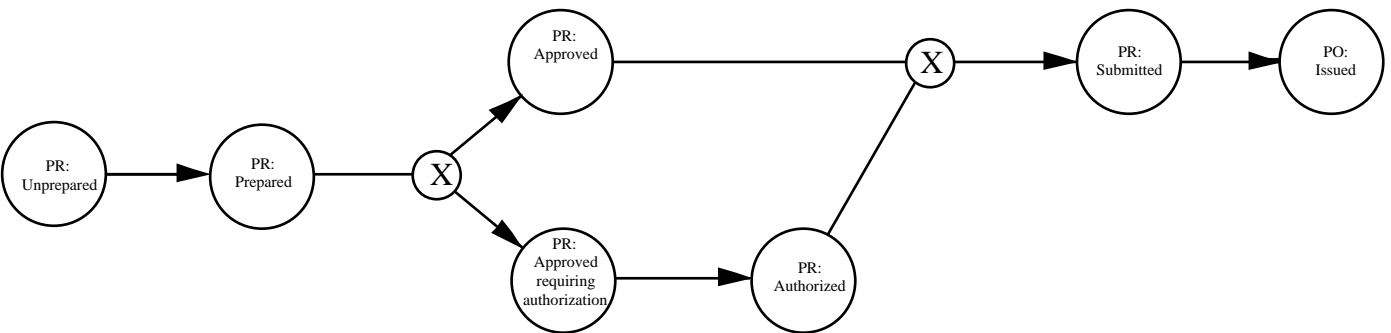 PR:
Unprepared
PR:
Prepared
X
PR:
Approved
PR:
Approved
requiring
authorization
PR:
Authorized
X
PR:
Submitted
PO:
Issued